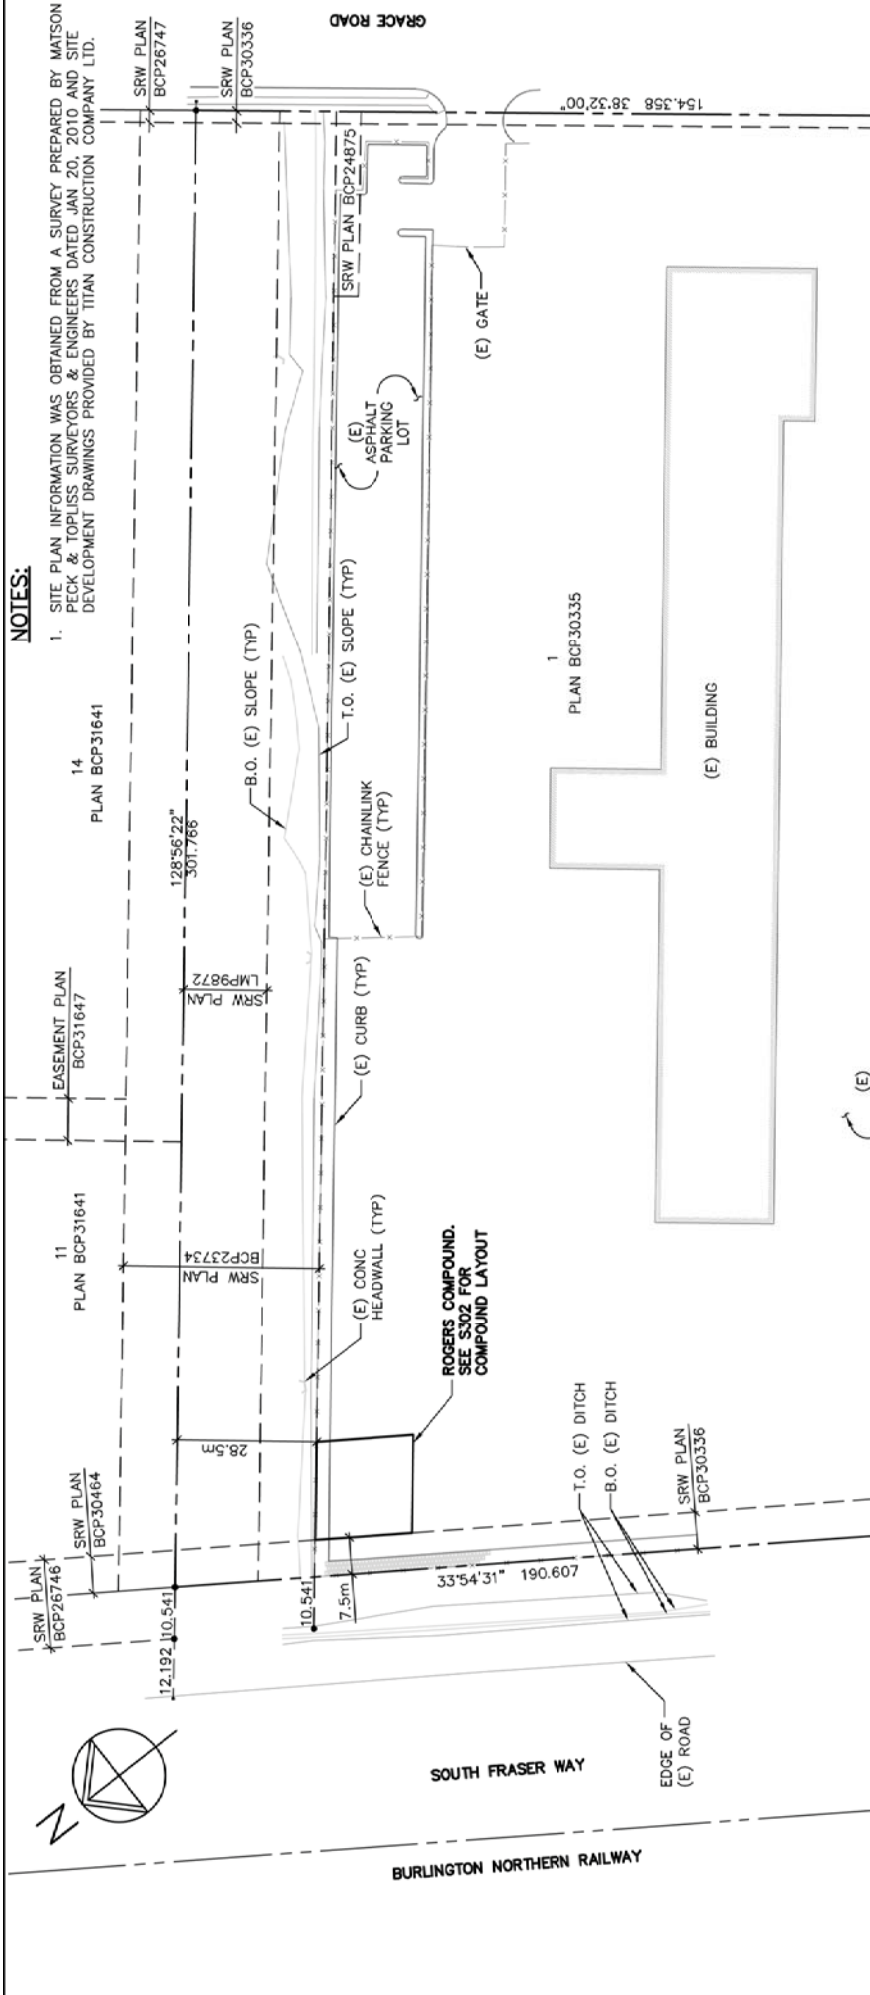 NOTES:
1. SITE PLAN INFORMATION WAS OBTAINED FROM A SURVEY PREPARED BY MATSON
PECK & TOPLISS SURVEYORS & ENGINEERS DATED JAN 20, 2010 AND SITE
DEVELOPMENT DRAWINGS PROVIDED BY TITAN CONSTRUCTION COMPANY LTD.
GRACE ROAD
SRW PLAN
BCP26747
SRW PLAN
BCP30336
154.358 38°32'00"
SRW PLAN BCP24875
(E) GATE
(E)
ASPHALT
PARKING
LOT
14
PLAN BCP31641
128°56'22"
301.766
B.O. (E) SLOPE (TYP)
T.O. (E) SLOPE (TYP)
1
PLAN BCP30335
(E) BUILDING
(E) CHAINLINK
FENCE (TYP)
SRW PLAN
LMP9872
EASEMENT PLAN
BCP31647
(E) CURB (TYP)
(E)
11
PLAN BCP31641
SRW PLAN
BCP23734
(E) CONC
HEADWALL (TYP)
ROGERS COMPOUND.
SEE S302 FOR
COMPOUND LAYOUT
28.5m
SRW PLAN
BCP30464
SRW PLAN
BCP26746
T.O. (E) DITCH
B.O. (E) DITCH
SRW PLAN
BCP30336
12.192
10.541
10.541
7.5m
33°54'31" 190.607
EDGE OF
(E) ROAD
N
SOUTH FRASER WAY
BURLINGTON NORTHERN RAILWAY